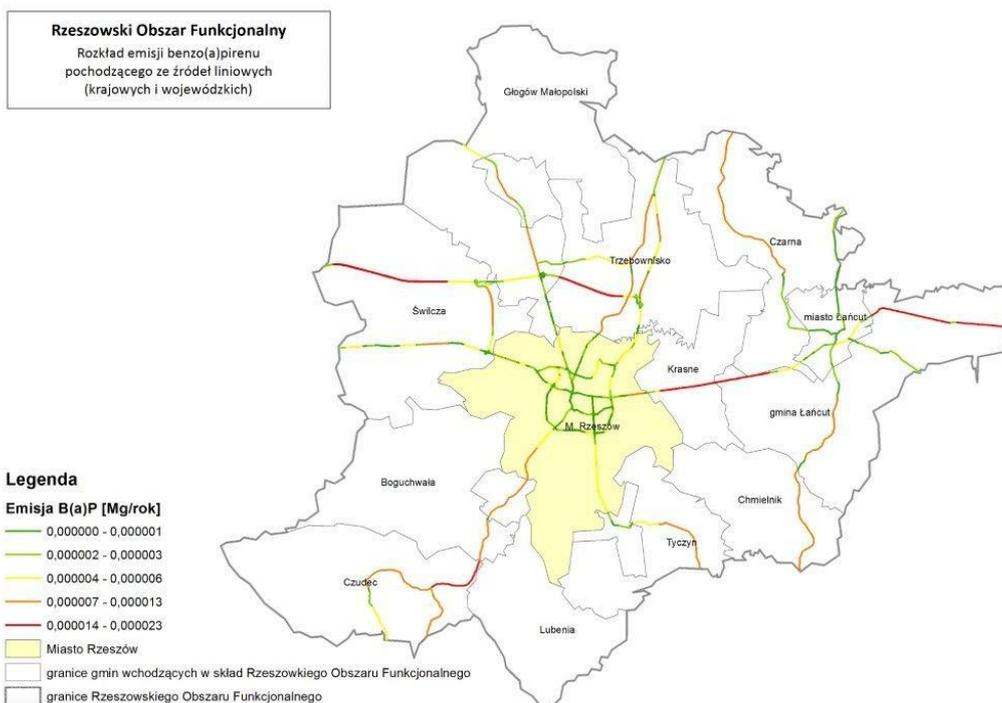 Rzeszowski Obszar Funkcjonalny
Rozkład emisji benzo(a)pirenu
pochodzącego ze źródeł liniowych
(krajowych i wojewódzkich)
Głogów Małopolski
Czarna
Trzebownisko
Świlcza
miasto Łańcut
Krasne
gmina Łańcut
M. Rzeszów
Boguchwała
Chmielnik
Tyczyn
Czudec
Lubenia
Legenda
Emisja B(a)P [Mg/rok]
0,000000 - 0,000001
0,000002 - 0,000003
0,000004 - 0,000006
0,000007 - 0,000013
0,000014 - 0,000023
Miasto Rzeszów
granice gmin wchodzących w skład Rzeszowkiego Obszaru Funkcjonalnego
granice Rzeszowskiego Obszaru Funkcjonalnego